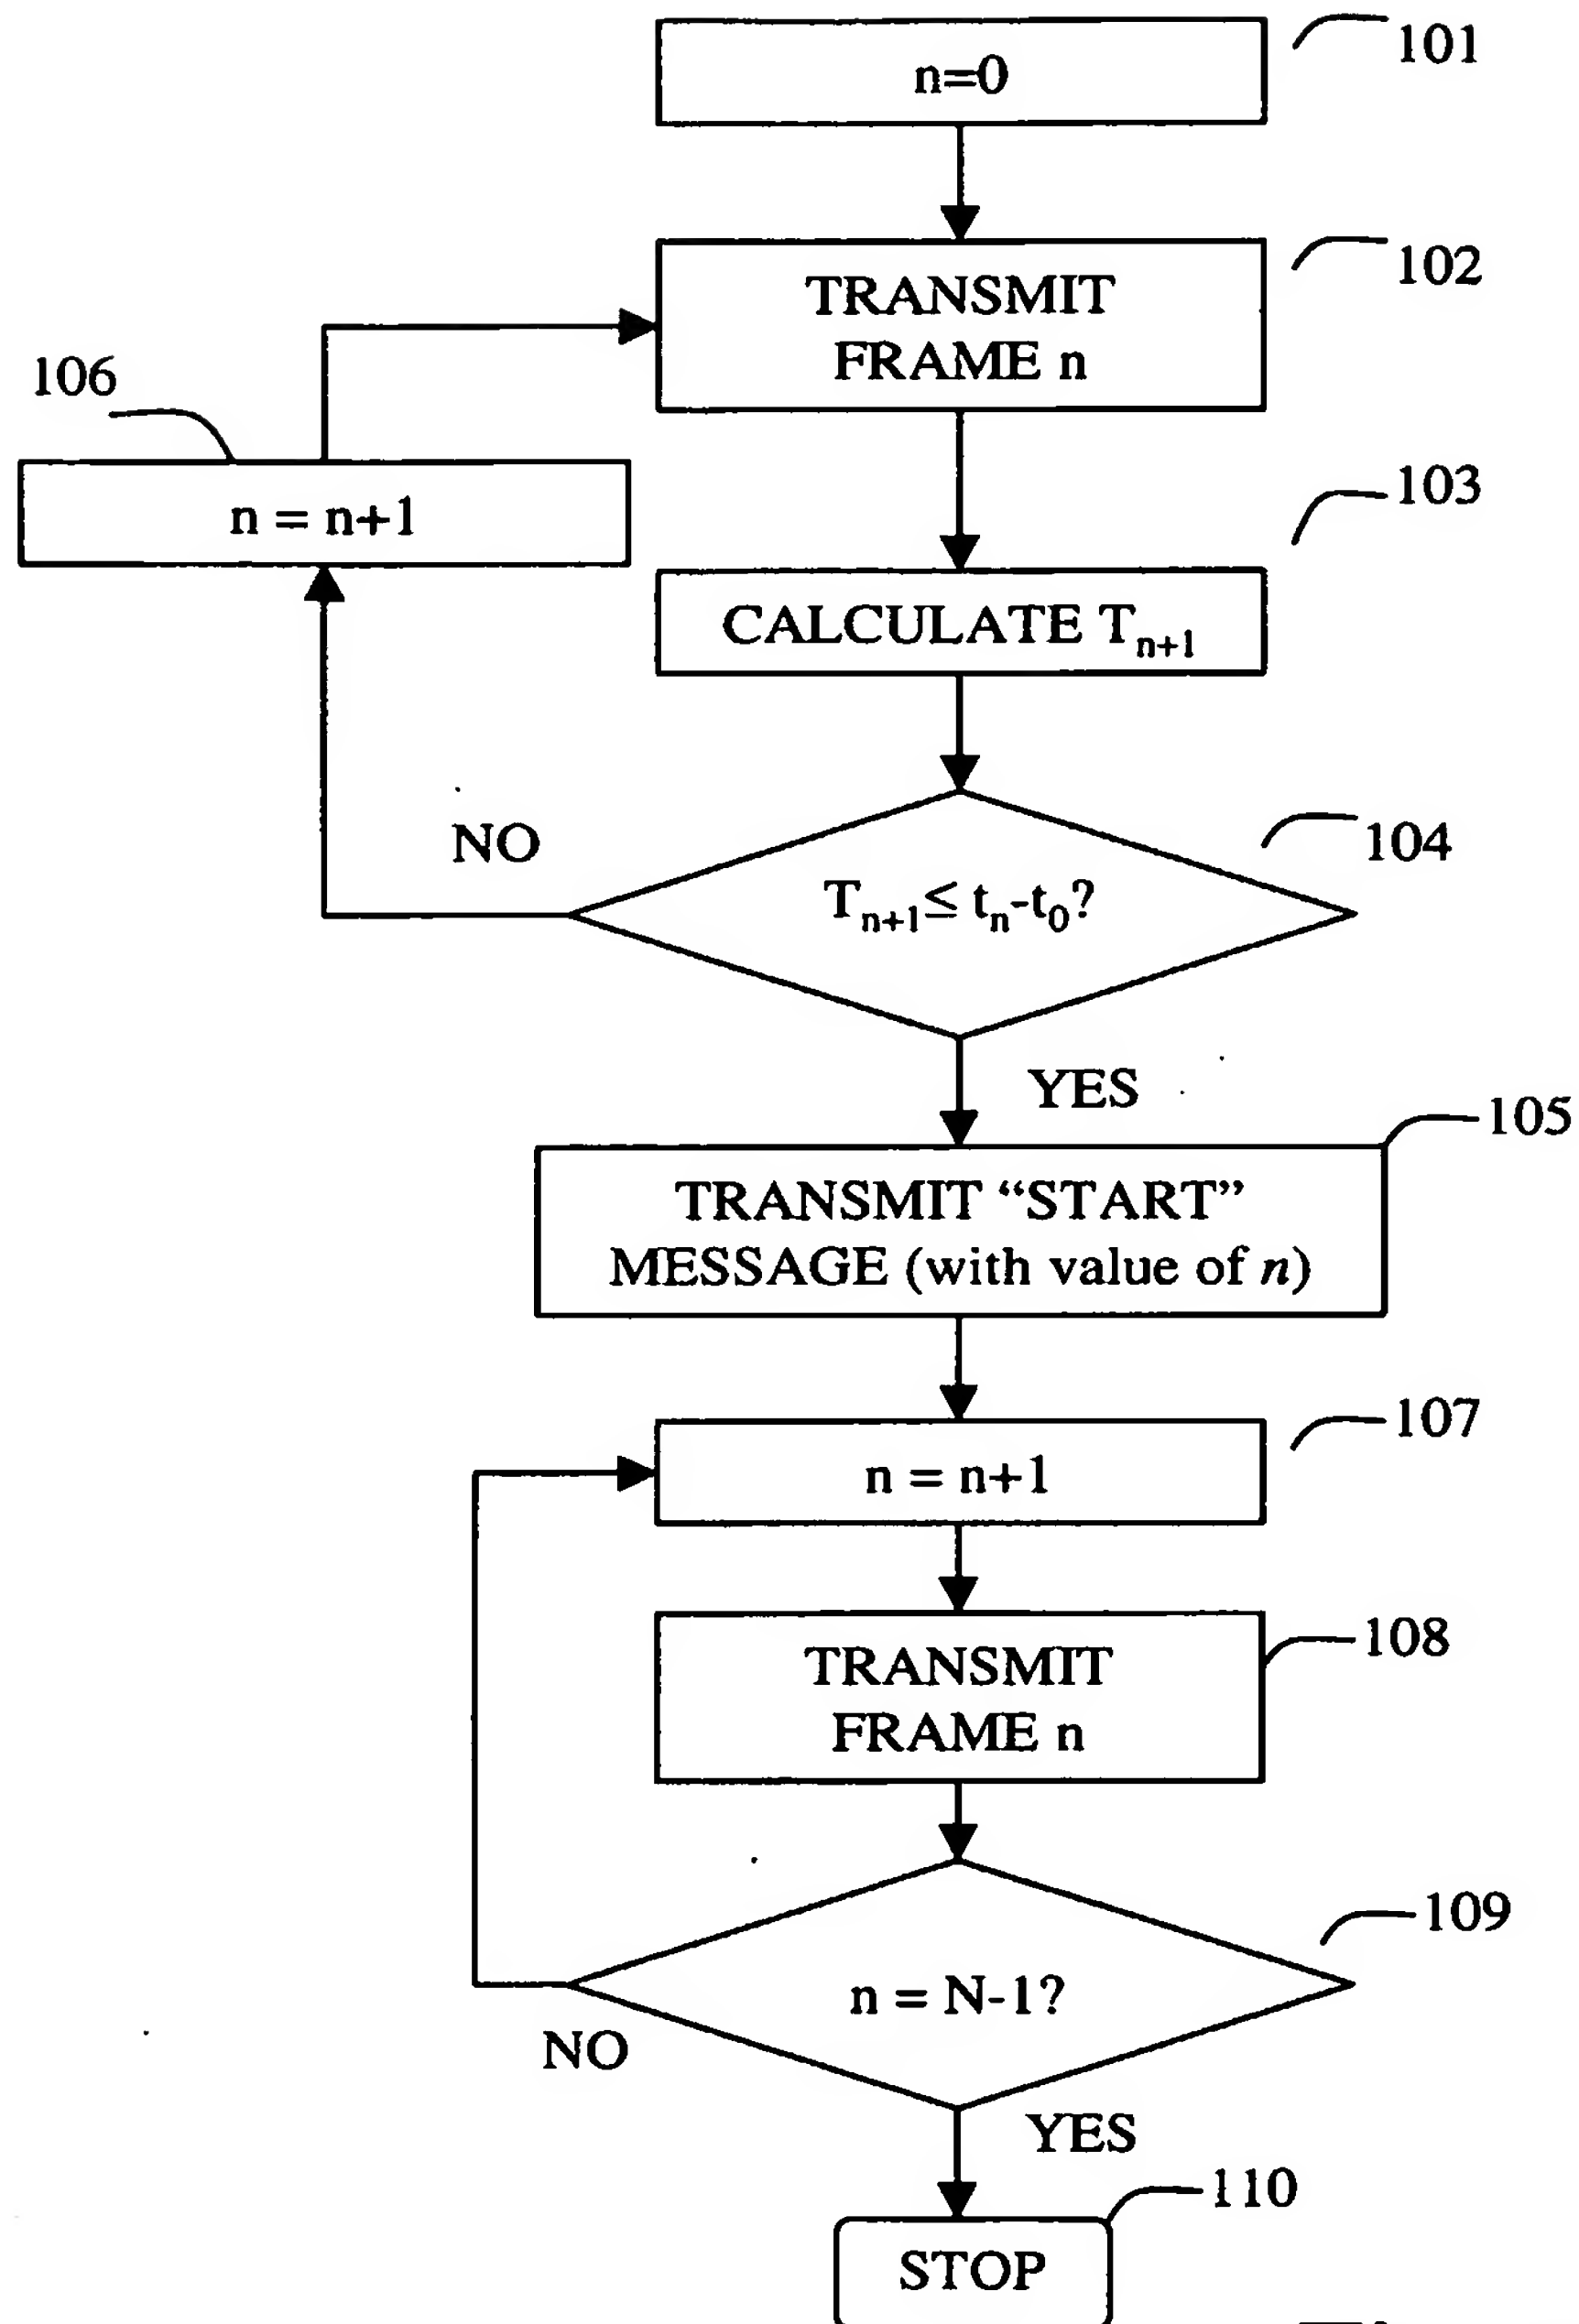 n=0
101
TRANSMIT
FRAME n
102
106
n = n+1
103
CALCULATE Tn+1
104
NO
Tn+1≤ tn-t0?
YES
105
TRANSMIT “START”
MESSAGE (with value of n)
107
n = n+1
108
TRANSMIT
FRAME n
109
n = N-1?
NO
YES
110
STOP